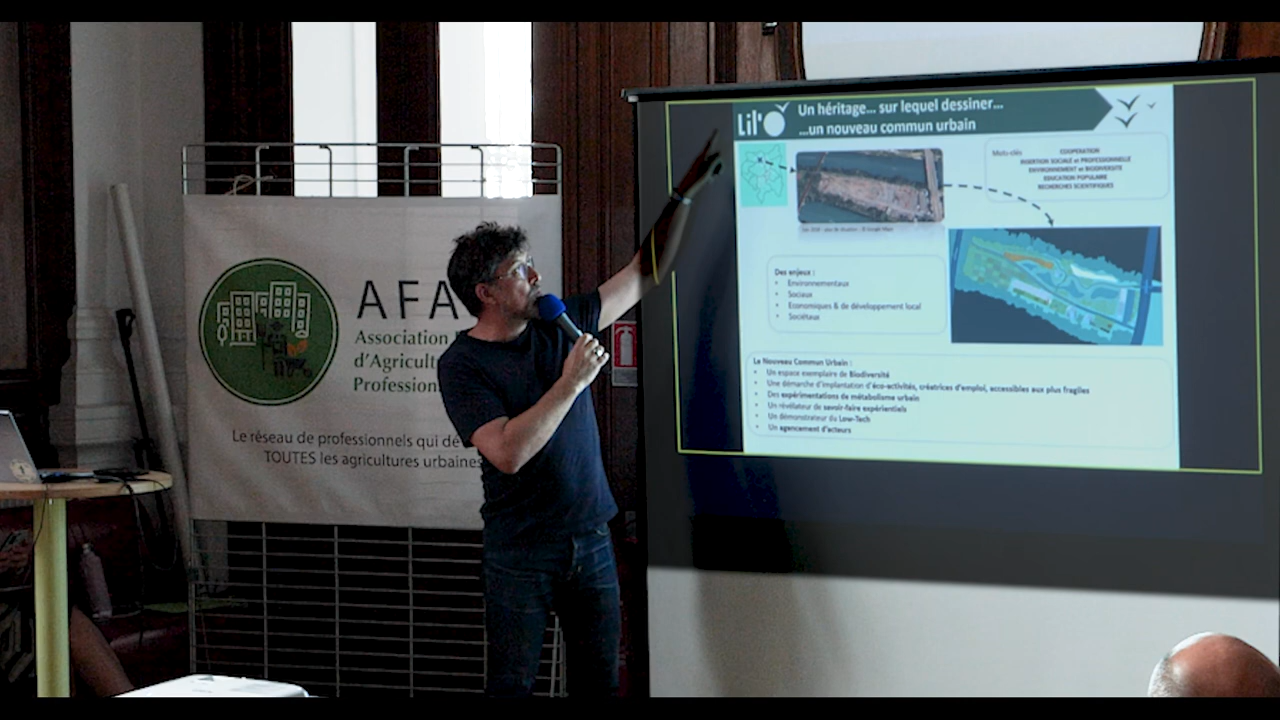 AFA
Association
d'Agricult
Profession
Le réseau de professionnels qui dé
TOUTES les agricultures urbaines
Lil'O
Un héritage... sur lequel dessiner...
...un nouveau commun urbain
Mots-clés
COOPERATION
INSERTION SOCIALE et PROFESSIONNELLE
ENVIRONNEMENT et BIODIVERSITE
EDUCATION POPULAIRE
RECHERCHES SCIENTIFIQUES
Des enjeux :
• Environnementaux
• Sociaux
• Economiques & de développement local
• Sociétaux
Le Nouveau Commun Urbain :
• Un espace exemplaire de Biodiversité
• Une démarche d'implantation d'éco-activités, créatrices d'emploi, accessibles aux plus fragiles
• Des expérimentations de métabolisme urbain
• Un révélateur de savoir-faire expérientiels
• Un démonstrateur du Low-Tech
• Un agencement d'acteurs